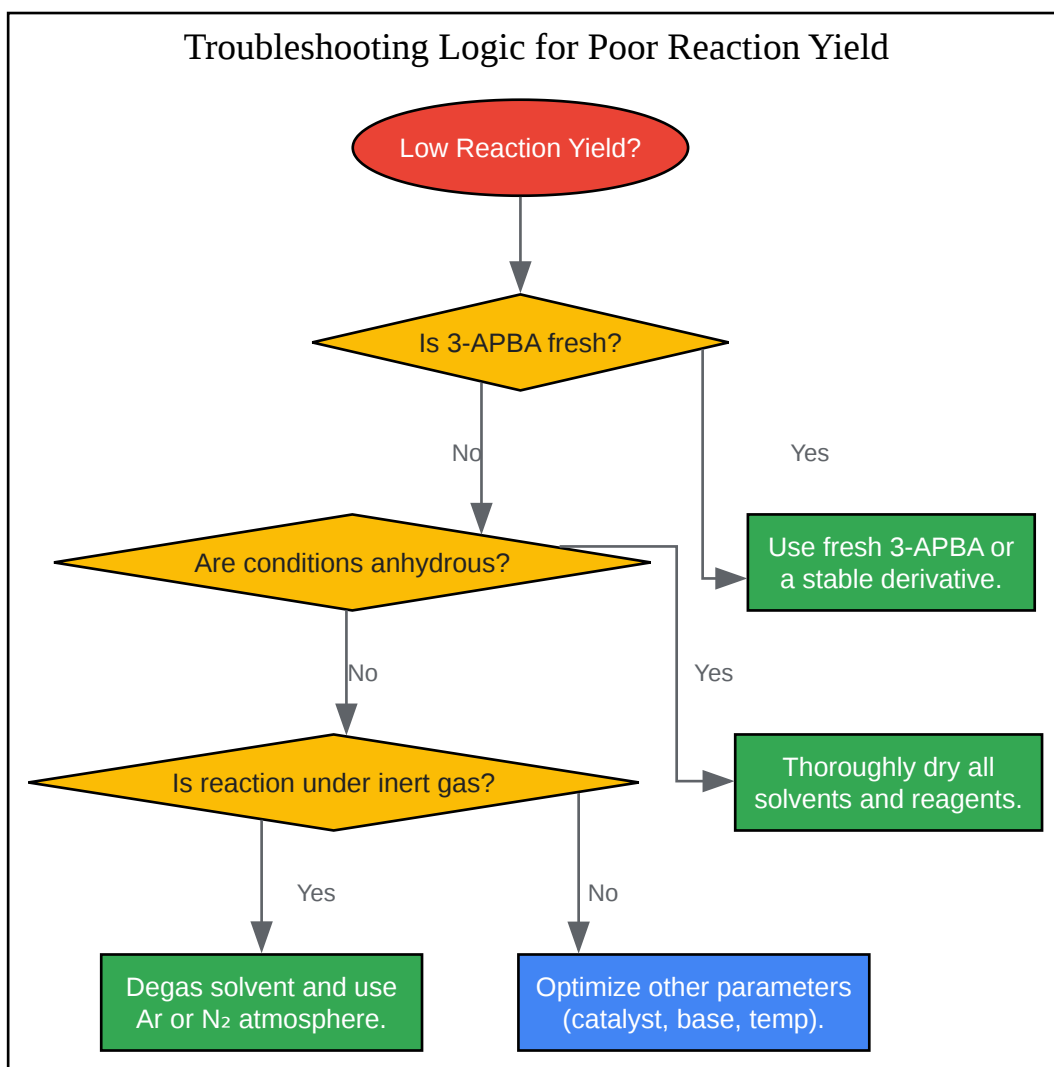 Troubleshooting Logic for Poor Reaction Yield
Low Reaction Yield?
Is 3-APBA fresh?
No
Yes
Use fresh 3-APBA or
a stable derivative.
Are conditions anhydrous?
No
Yes
Thoroughly dry all
solvents and reagents.
Is reaction under inert gas?
Yes
No
Degas solvent and use
Ar or N₂ atmosphere.
Optimize other parameters
(catalyst, base, temp).